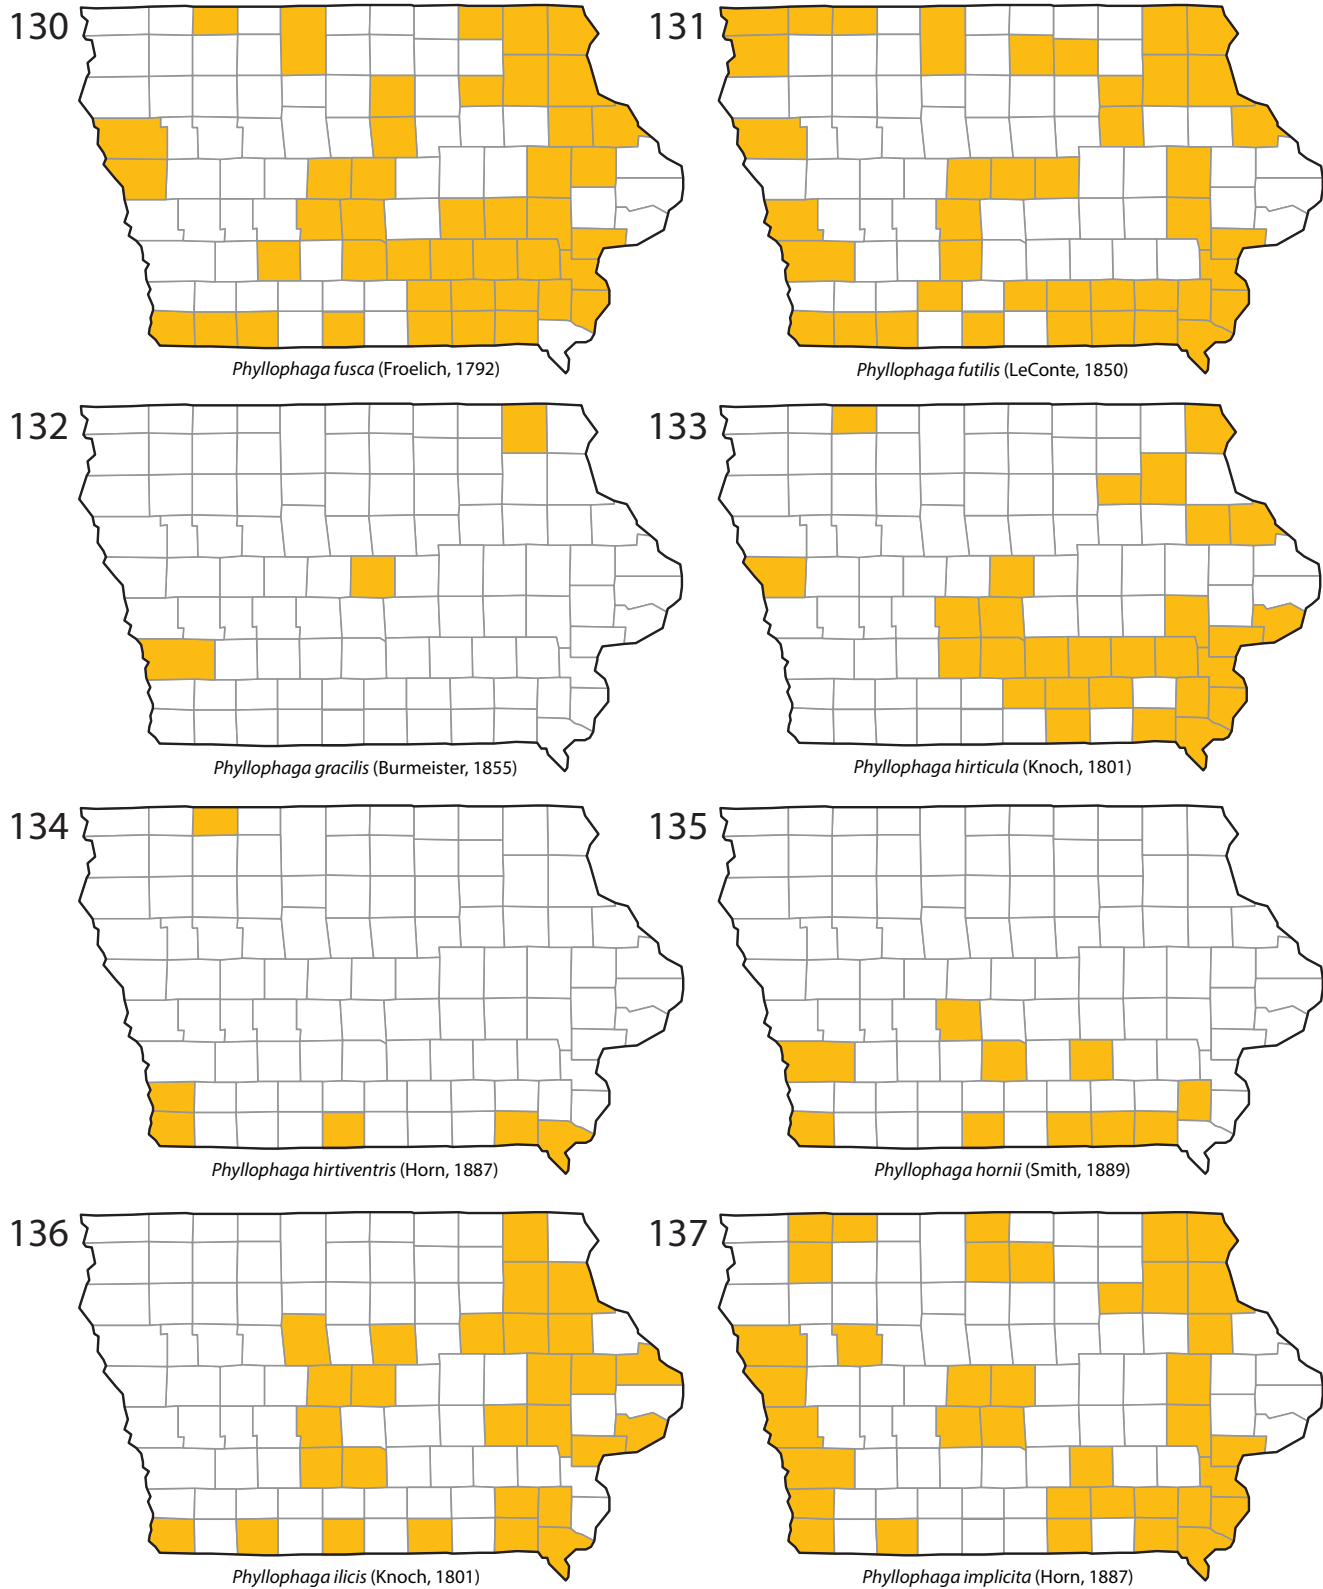 130
131
Phyllophaga fusca (Froelich, 1792)
Phyllophaga futilis (LeConte, 1850)
132
133
Phyllophaga gracilis (Burmeister, 1855)
Phyllophaga hirticula (Knoch, 1801)
134
135
Phyllophaga hirtiventris (Horn, 1887)
Phyllophaga hornii (Smith, 1889)
136
137
Phyllophaga ilicis (Knoch, 1801)
Phyllophaga implicita (Horn, 1887)